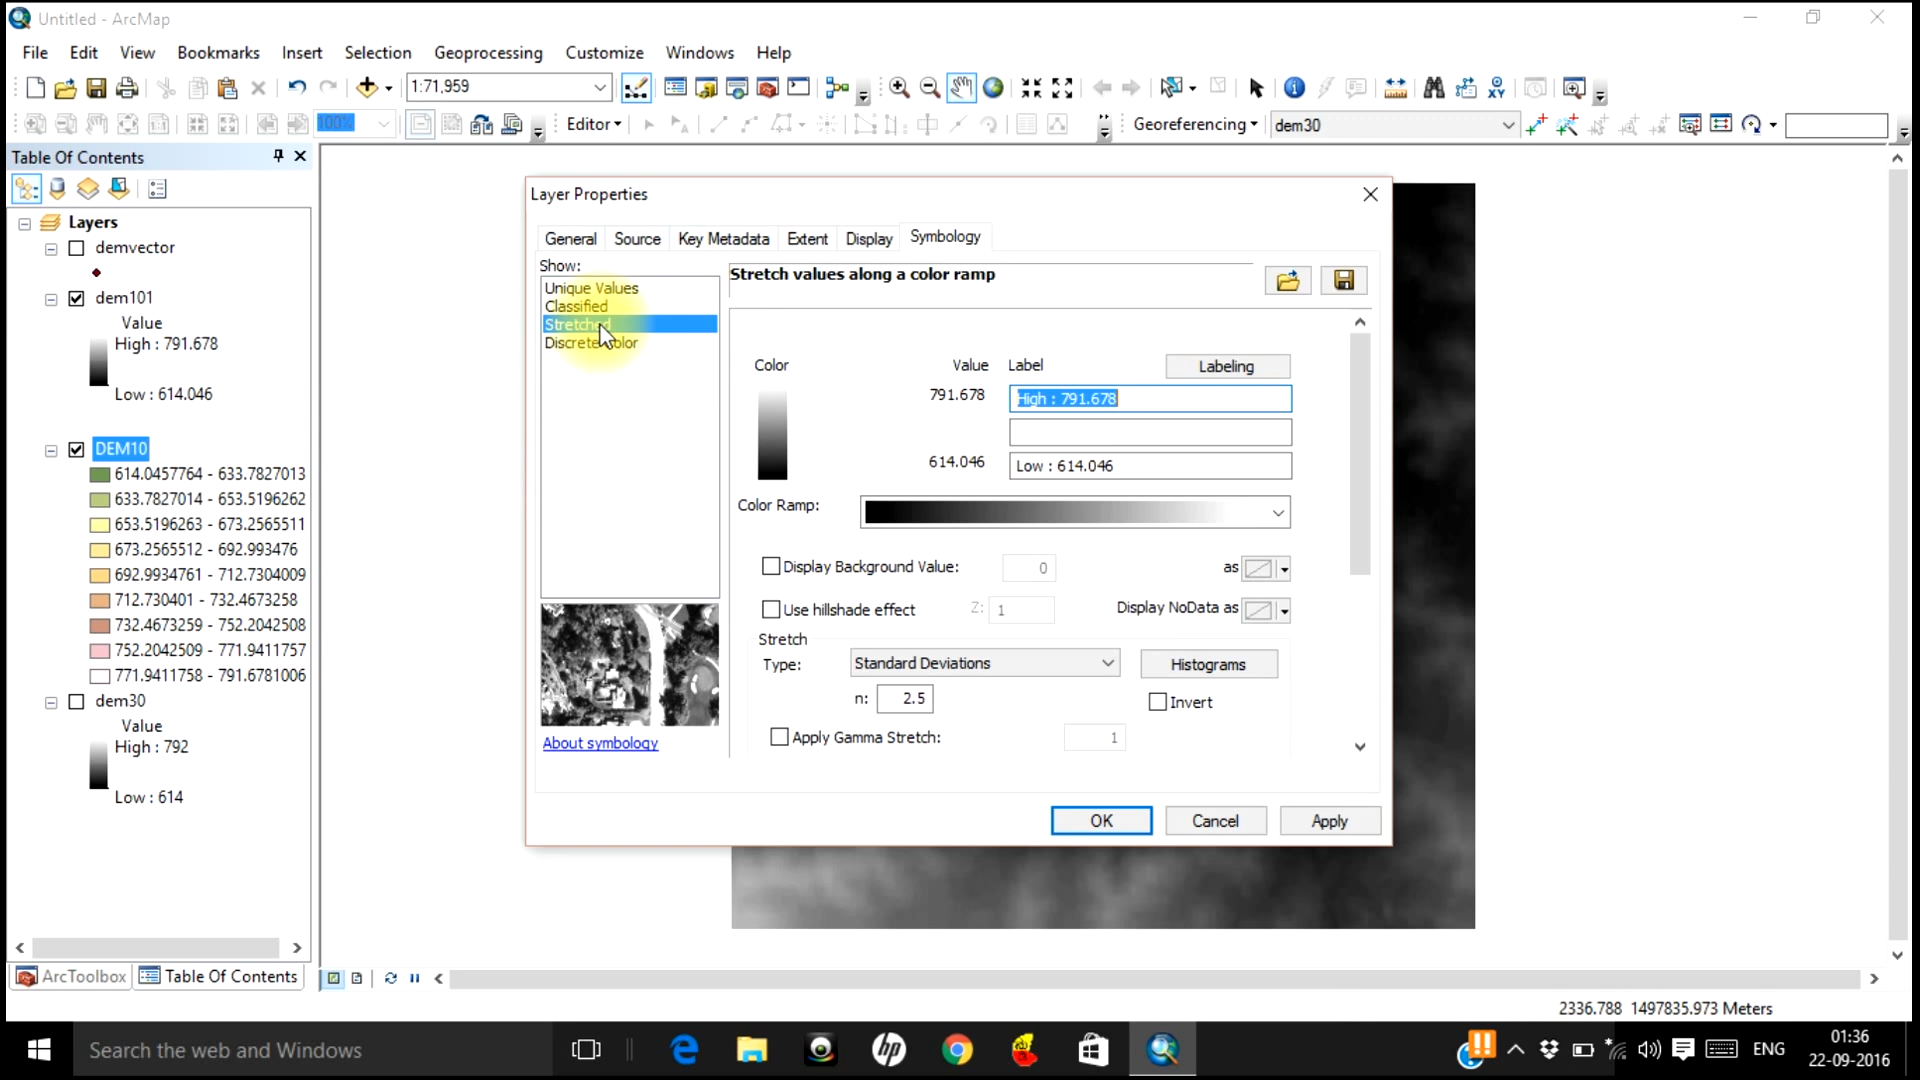 Untitled - ArcMap
File Edit View Bookmarks Insert Selection Geoprocessing Customize Windows Help
1:71,959
100% Editor Georeferencing dem30
Table Of Contents
Layers
demvector
dem101
Value
High : 791.678
Low : 614.046
DEM10
614.0457764 - 633.7827013
633.7827014 - 653.5196262
653.5196263 - 673.2565511
673.2565512 - 692.993476
692.9934761 - 712.7304009
712.730401 - 732.4673258
732.4673259 - 752.2042508
752.2042509 - 771.9411757
771.9411758 - 791.6781006
dem30
Value
High : 792
Low : 614
ArcToolbox Table Of Contents
Layer Properties
General Source Key Metadata Extent Display Symbology
Show:
Unique Values
Classified
Stretched
Discrete Color
About symbology
Stretch values along a color ramp
Color Value Label Labeling
791.678 High : 791.678
614.046 Low : 614.046
Color Ramp:
Display Background Value: 0 as
Use hillshade effect Z: 1 Display NoData as
Stretch
Type: Standard Deviations Histograms
n: 2.5 Invert
Apply Gamma Stretch: 1
OK Cancel Apply
2336.788 1497835.973 Meters
Search the web and Windows
hp
ENG
01:36
22-09-2016